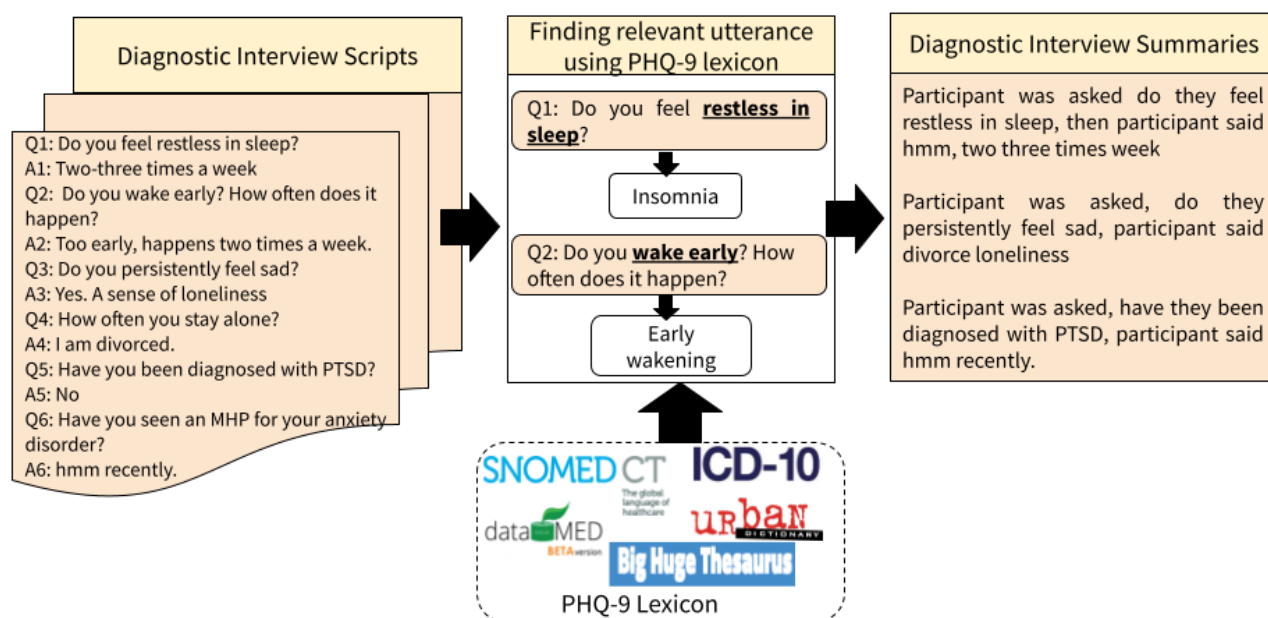 Diagnostic Interview Scripts
Q1: Do you feel restless in sleep?
A1: Two-three times a week
Q2: Do you wake early? How often does it
happen?
A2: Too early, happens two times a week.
Q3: Do you persistently feel sad?
A3: Yes. A sense of loneliness
Q4: How often you stay alone?
A4: I am divorced.
Q5: Have you been diagnosed with PTSD?
A5: No
Q6: Have you seen an MHP for your anxiety
disorder?
A6: hmm recently.
Finding relevant utterance
using PHQ-9 lexicon
Q1: Do you feel restless in
sleep?
Insomnia
Q2: Do you wake early? How
often does it happen?
Early
wakening
SNOMED CT
The global
language of
healthcare
ICD-10
data MED
BETA version
urban
DICTIONARY
Big Huge Thesaurus
PHQ-9 Lexicon
Diagnostic Interview Summaries
Participant was asked do they feel
restless in sleep, then participant said
hmm, two three times week
Participant was asked, do they
persistently feel sad, participant said
divorce loneliness
Participant was asked, have they been
diagnosed with PTSD, participant said
hmm recently.